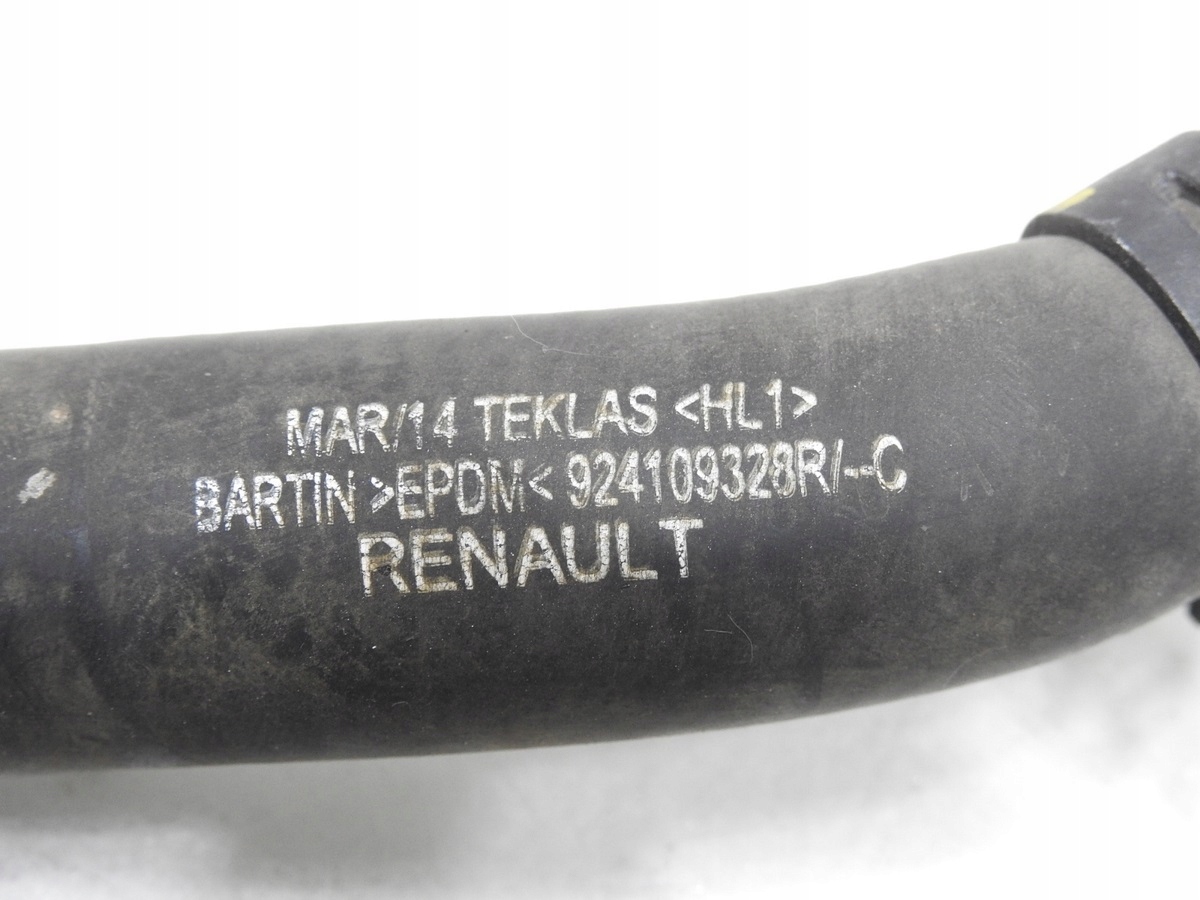 MAR/14 TEKLAS <HL1>
BARTIN >EPDM< 924109328R/--C
RENAULT